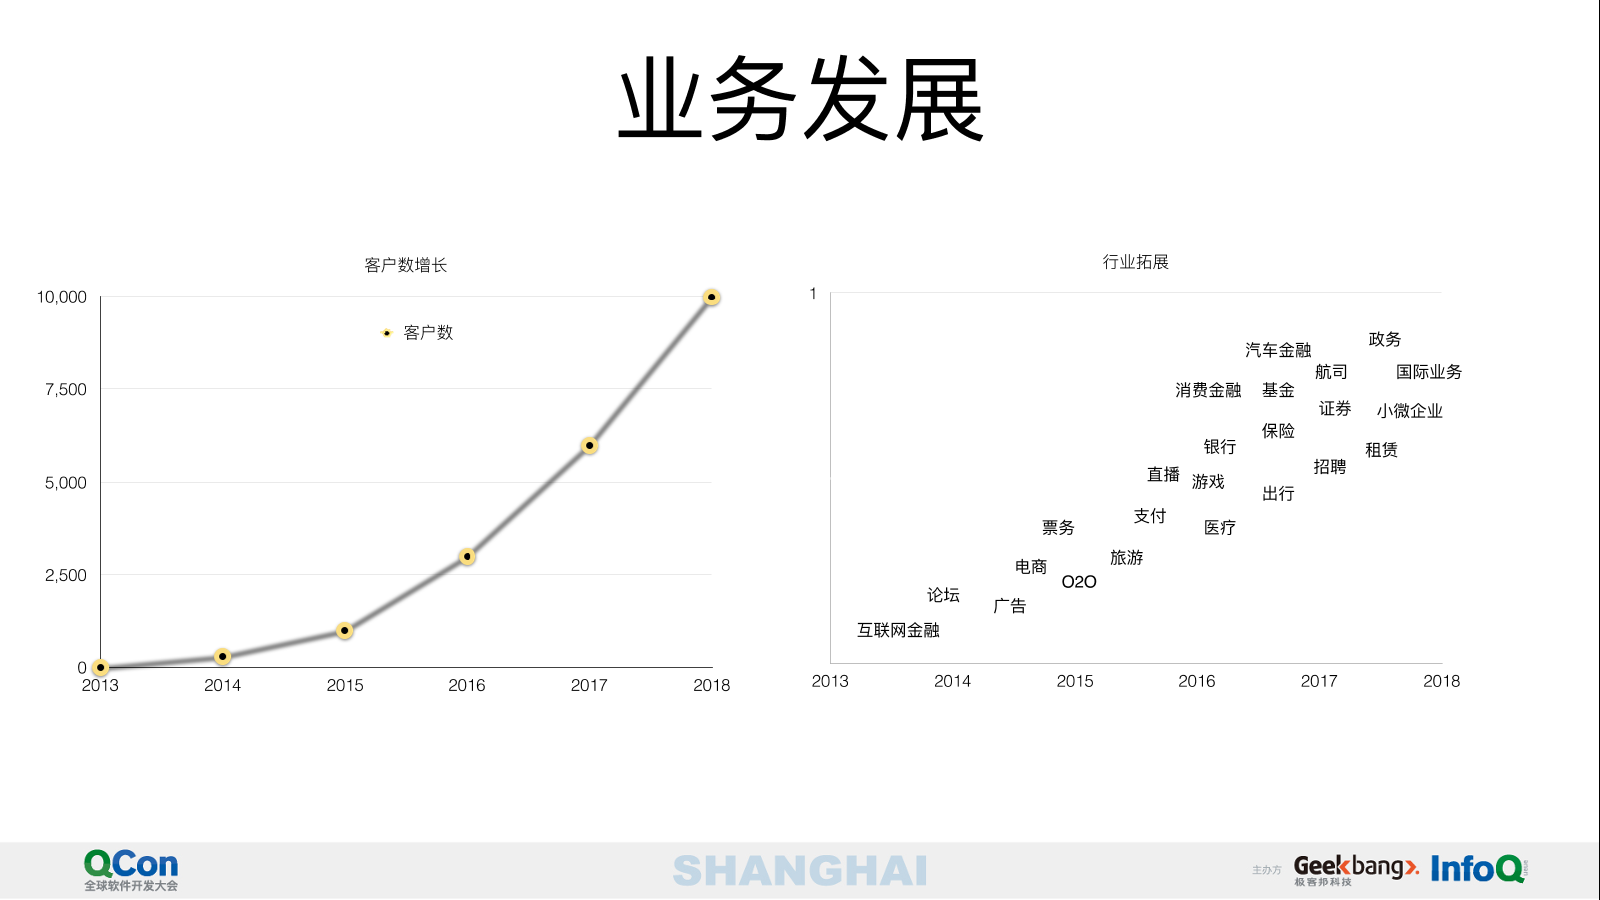 业务发展
客户数增长
客户数
10,000
7,500
5,000
2,500
0
2013 2014 2015 2016 2017 2018
行业拓展
1
政务
汽车金融
航司 国际业务
消费金融 基金
证券 小微企业
保险
银行 租赁
直播 招聘
游戏
出行
支付
票务 医疗
旅游
电商
O2O
论坛
广告
互联网金融
2013 2014 2015 2016 2017 2018
QCon
全球软件开发大会
SHANGHAI
主办方
Geekbang
极客邦科技
InfoQ